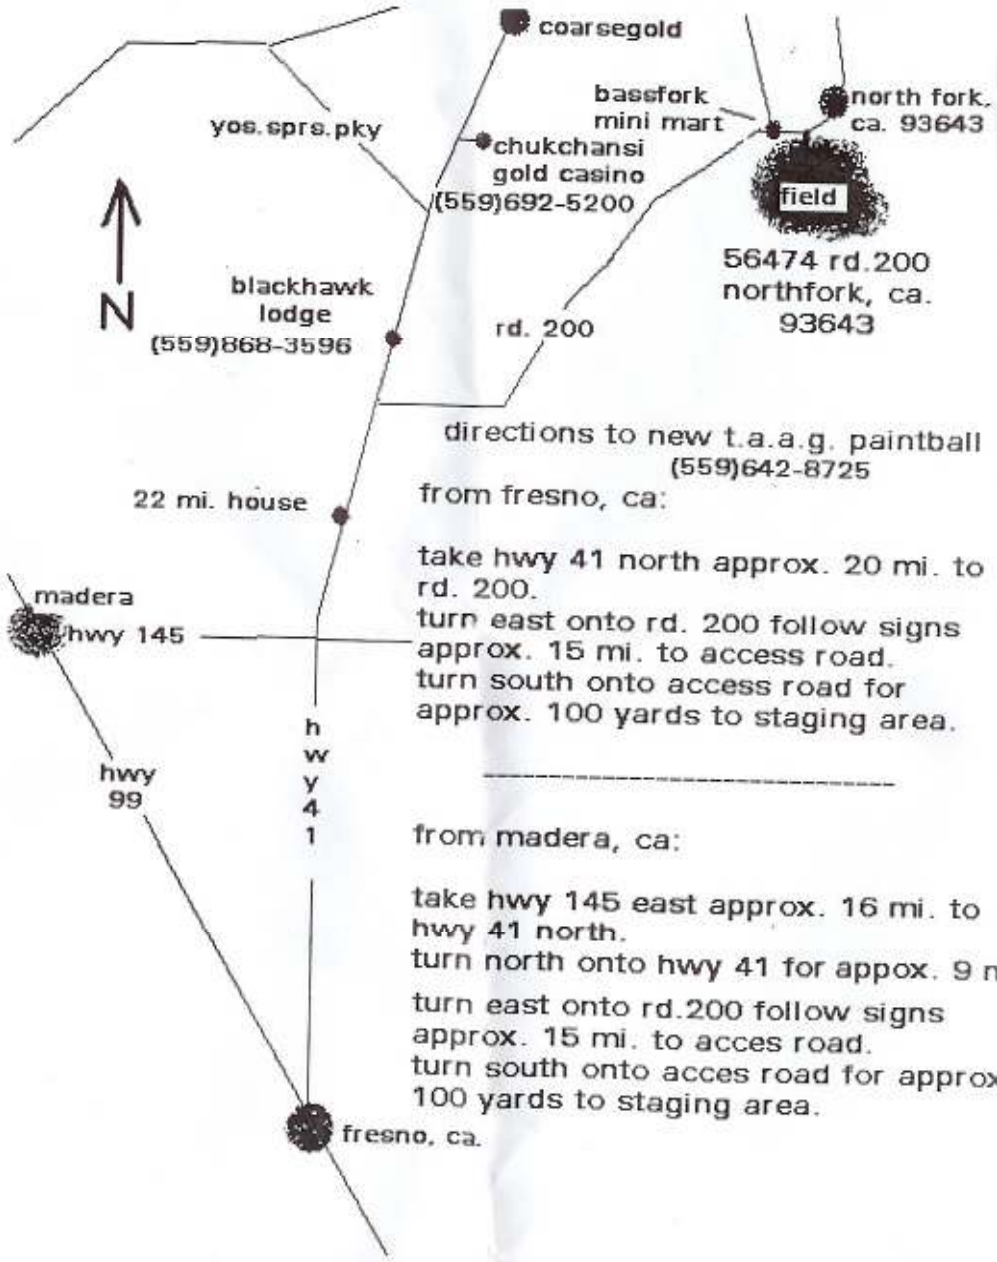 coarsegold
bassfork
mini mart
north fork,
ca. 93643
yos.sprs.pky
chukchansi
gold casino
(559)692-5200
field
56474 rd.200
northfork, ca.
93643
N
blackhawk
lodge
(559)868-3596
rd. 200
directions to new t.a.a.g. paintball
(559)642-8725
22 mi. house
from fresno, ca:
take hwy 41 north approx. 20 mi. to
rd. 200.
turn east onto rd. 200 follow signs
approx. 15 mi. to access road.
turn south onto access road for
approx. 100 yards to staging area.
madera
hwy 145
hwy
99
h
w
y
4
1
--------------------------------
from madera, ca:
take hwy 145 east approx. 16 mi. to
hwy 41 north.
turn north onto hwy 41 for appox. 9
turn east onto rd.200 follow signs
approx. 15 mi. to acces road.
turn south onto acces road for approx
100 yards to staging area.
fresno, ca.